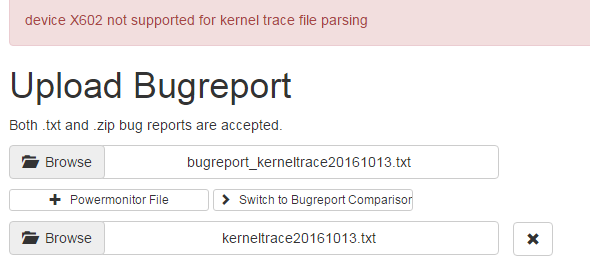 device X602 not supported for kernel trace file parsing
Upload Bugreport
Both .txt and .zip bug reports are accepted.
Browse bugreport_kerneltrace20161013.txt
Powermonitor File Switch to Bugreport Comparisor
Browse kerneltrace20161013.txt